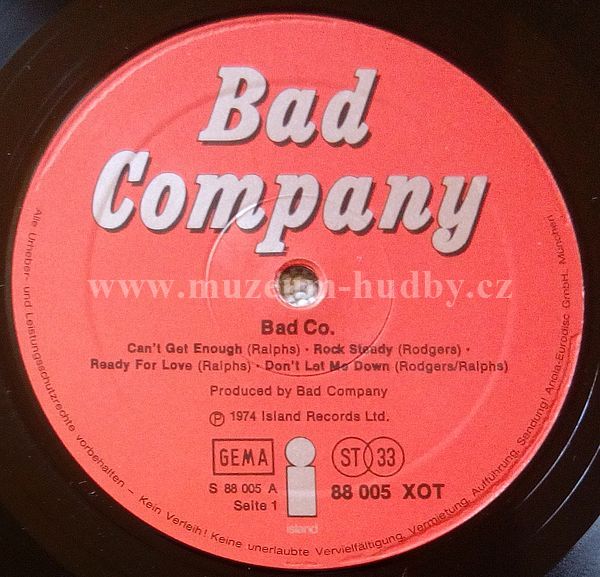 Bad
Company
www.muzeum-hudby.cz
Bad Co.
Can't Get Enough (Ralphs) · Rock Steady (Rodgers) ·
Ready For Love (Ralphs) · Don't Let Me Down (Rodgers/Ralphs)
Produced by Bad Company
Ⓟ 1974 Island Records Ltd.
GEMA
ST 33
S 88 005 A
88 005 XOT
Seite 1
island
Alle Urheber- und Leistungsschutzrechte vorbehalten – Kein Verleih! Keine unerlaubte Vervielfältigung, Vermietung, Aufführung, Sendung! Ariola-Eurodisc GmbH., München